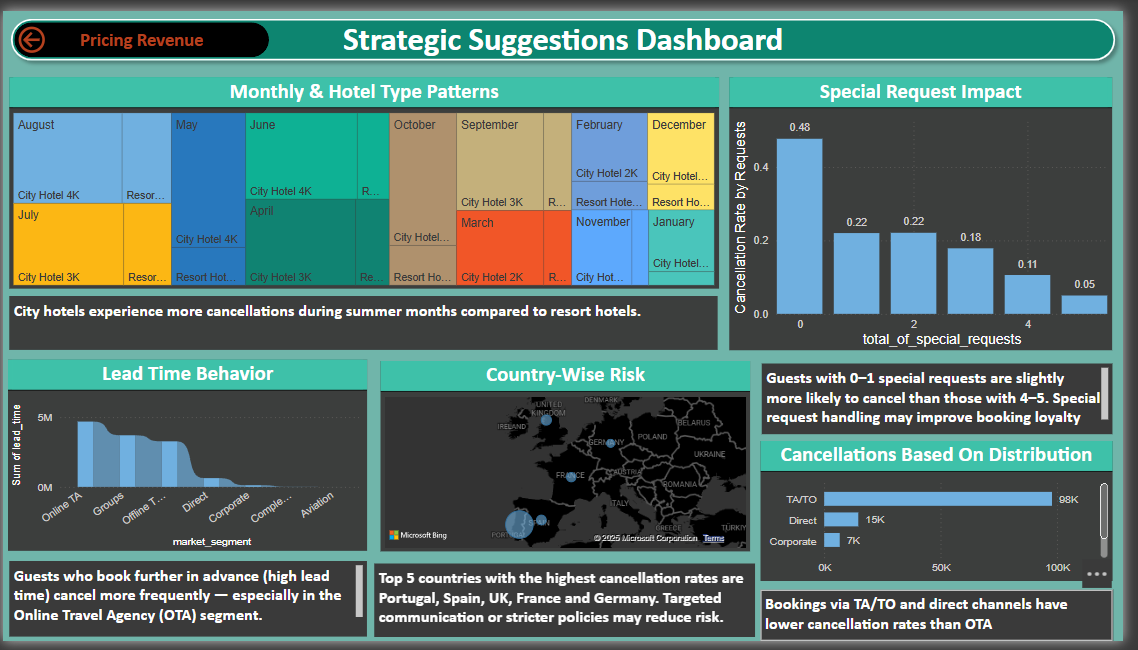 Pricing Revenue
Strategic Suggestions Dashboard
Monthly & Hotel Type Patterns
August
City Hotel 4K
Resor...
July
City Hotel 3K
Resor...
May
City Hotel 4K
Resort Hot...
June
City Hotel 4K
R...
April
City Hotel 3K
Re...
October
City Hotel...
Resort Ho...
September
City Hotel 3K
R...
March
City Hotel 2K
R...
February
City Hotel 2K
Resort Hote...
November
City Hot...
December
City Hotel...
Resort Ho...
January
City Hotel...
City hotels experience more cancellations during summer months compared to resort hotels.
Special Request Impact
Cancellation Rate by Requests
0.4
0.2
0.0
0.48
0.22
0.22
0.18
0.11
0.05
0
2
4
total_of_special_requests
Guests with 0–1 special requests are slightly
more likely to cancel than those with 4–5. Special
request handling may improve booking loyalty
Lead Time Behavior
Sum of lead_time
5M
0M
Online TA
Groups
Offline T...
Direct
Corporate
Comple...
Aviation
market_segment
Guests who book further in advance (high lead
time) cancel more frequently — especially in the
Online Travel Agency (OTA) segment.
Country-Wise Risk
DENMARK
UNITED
KINGDOM
IRELAND
BELARUS
POLAND
GERMANY
UKRAINE
FRANCE
AUSTRIA
ROMANIA
ITALY
SPAIN
PORTUGAL
GREECE
TÜRKIY
Microsoft Bing
© 2025 Microsoft Corporation Terms
Top 5 countries with the highest cancellation rates are
Portugal, Spain, UK, France and Germany. Targeted
communication or stricter policies may reduce risk.
Cancellations Based On Distribution
TA/TO
98K
Direct
15K
Corporate
7K
0K
50K
100K
Bookings via TA/TO and direct channels have
lower cancellation rates than OTA